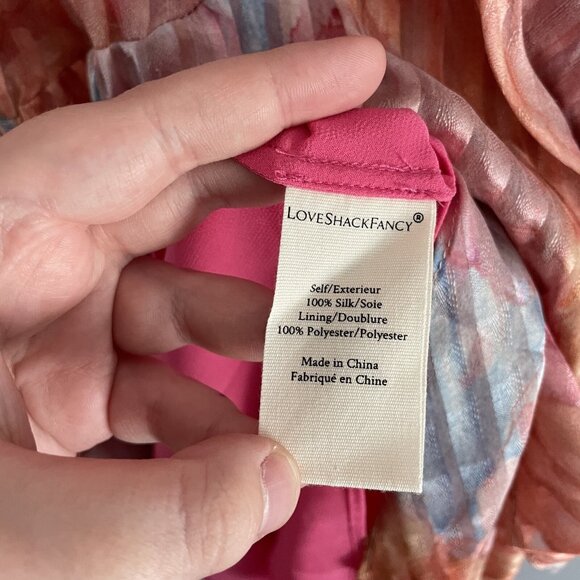 LoveShackFancy®
Self/Exterieur
100% Silk/Soie
Lining/Doublure
100% Polyester/Polyester
Made in China
Fabriqué en Chine